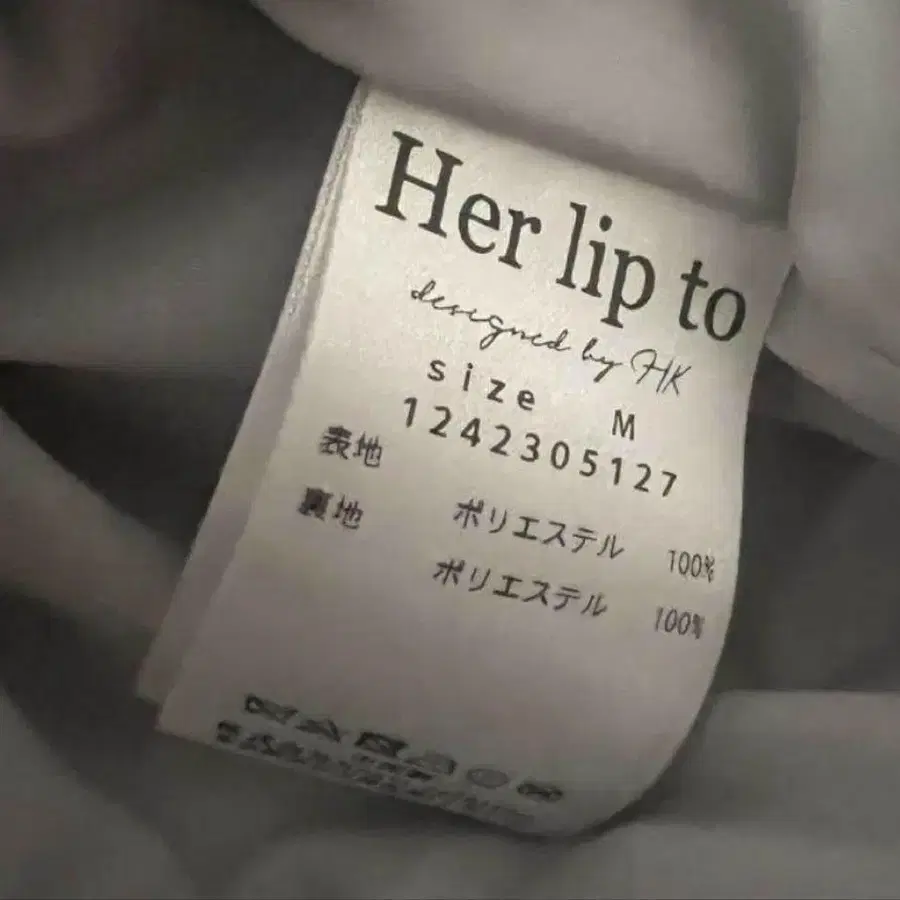 Her lip to
designed by HK
size M
1242305127
表地 ポリエステル 100%
裏地 ポリエステル 100%